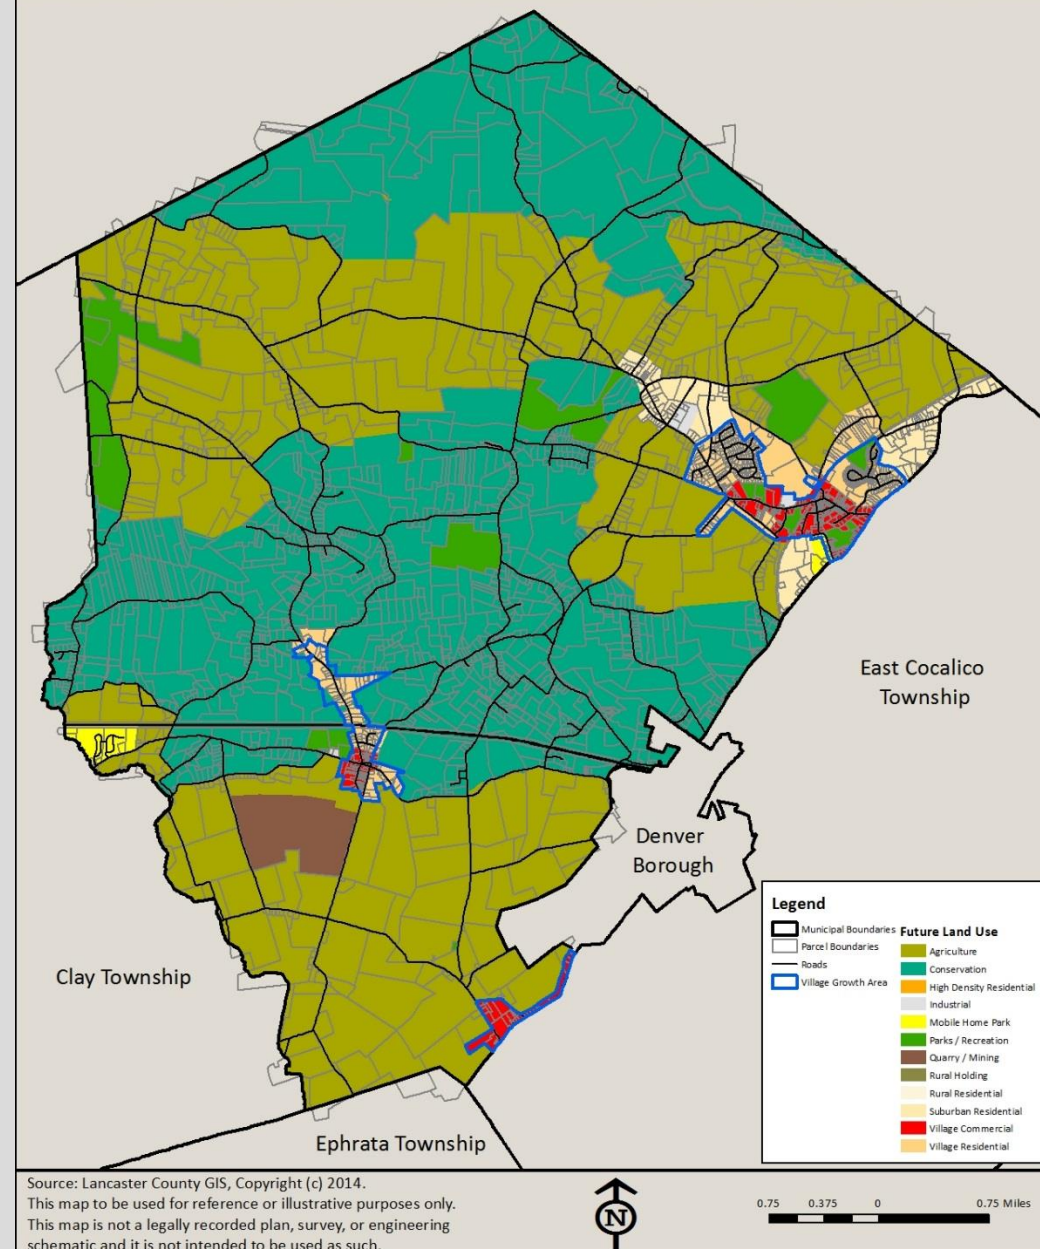 East Cocalico
Township
Denver
Borough
Clay Township
Ephrata Township
Legend
Municipal Boundaries
Parcel Boundaries
Roads
Village Growth Area
Future Land Use
Agriculture
Conservation
High Density Residential
Industrial
Mobile Home Park
Parks / Recreation
Quarry / Mining
Rural Holding
Rural Residential
Suburban Residential
Village Commercial
Village Residential
Source: Lancaster County GIS, Copyright (c) 2014.
This map to be used for reference or illustrative purposes only.
This map is not a legally recorded plan, survey, or engineering
schematic and it is not intended to be used as such.
N
0.75 0.375 0 0.75 Miles